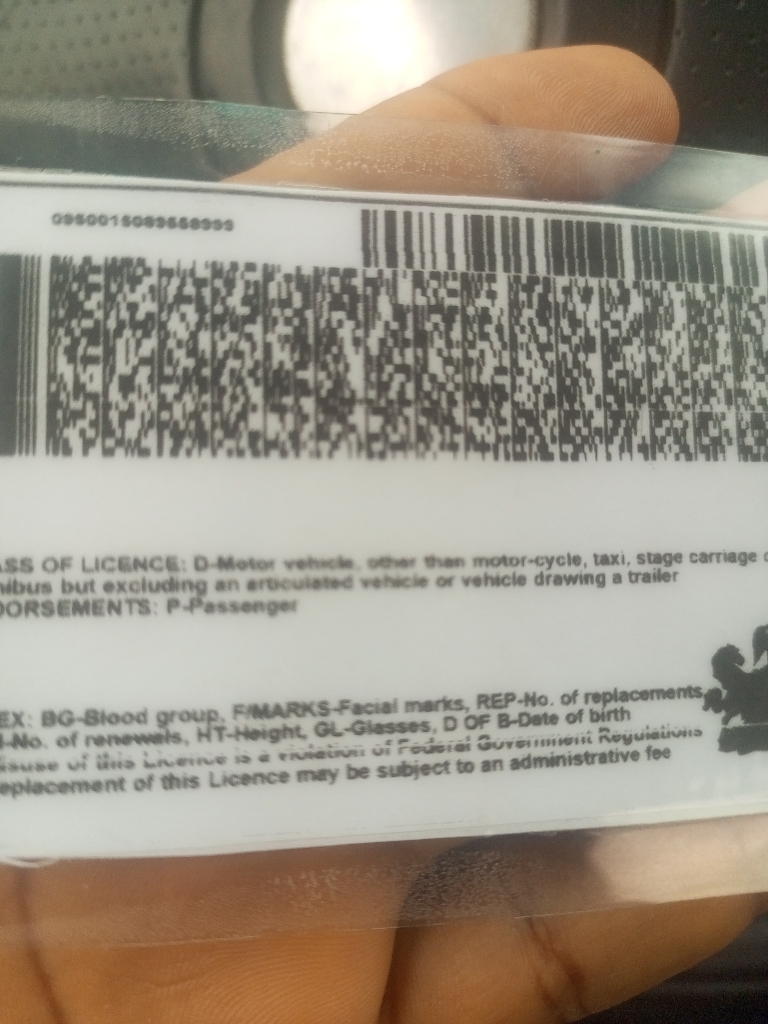 ASS OF LICENCE: D-Motor vehicle, other than motor-cycle, taxi, stage carriage o
nibus but excluding an articulated vehicle or vehicle drawing a trailer
DORSEMENTS: P-Passenger
EX: BG-Blood group, F/MARKS-Facial marks, REP-No. of replacements,
-No. of renewals, HT-Height, GL-Glasses, D OF B-Date of birth
isuse of this Licence is a violation of Federal Government Regulations
eplacement of this Licence may be subject to an administrative fee